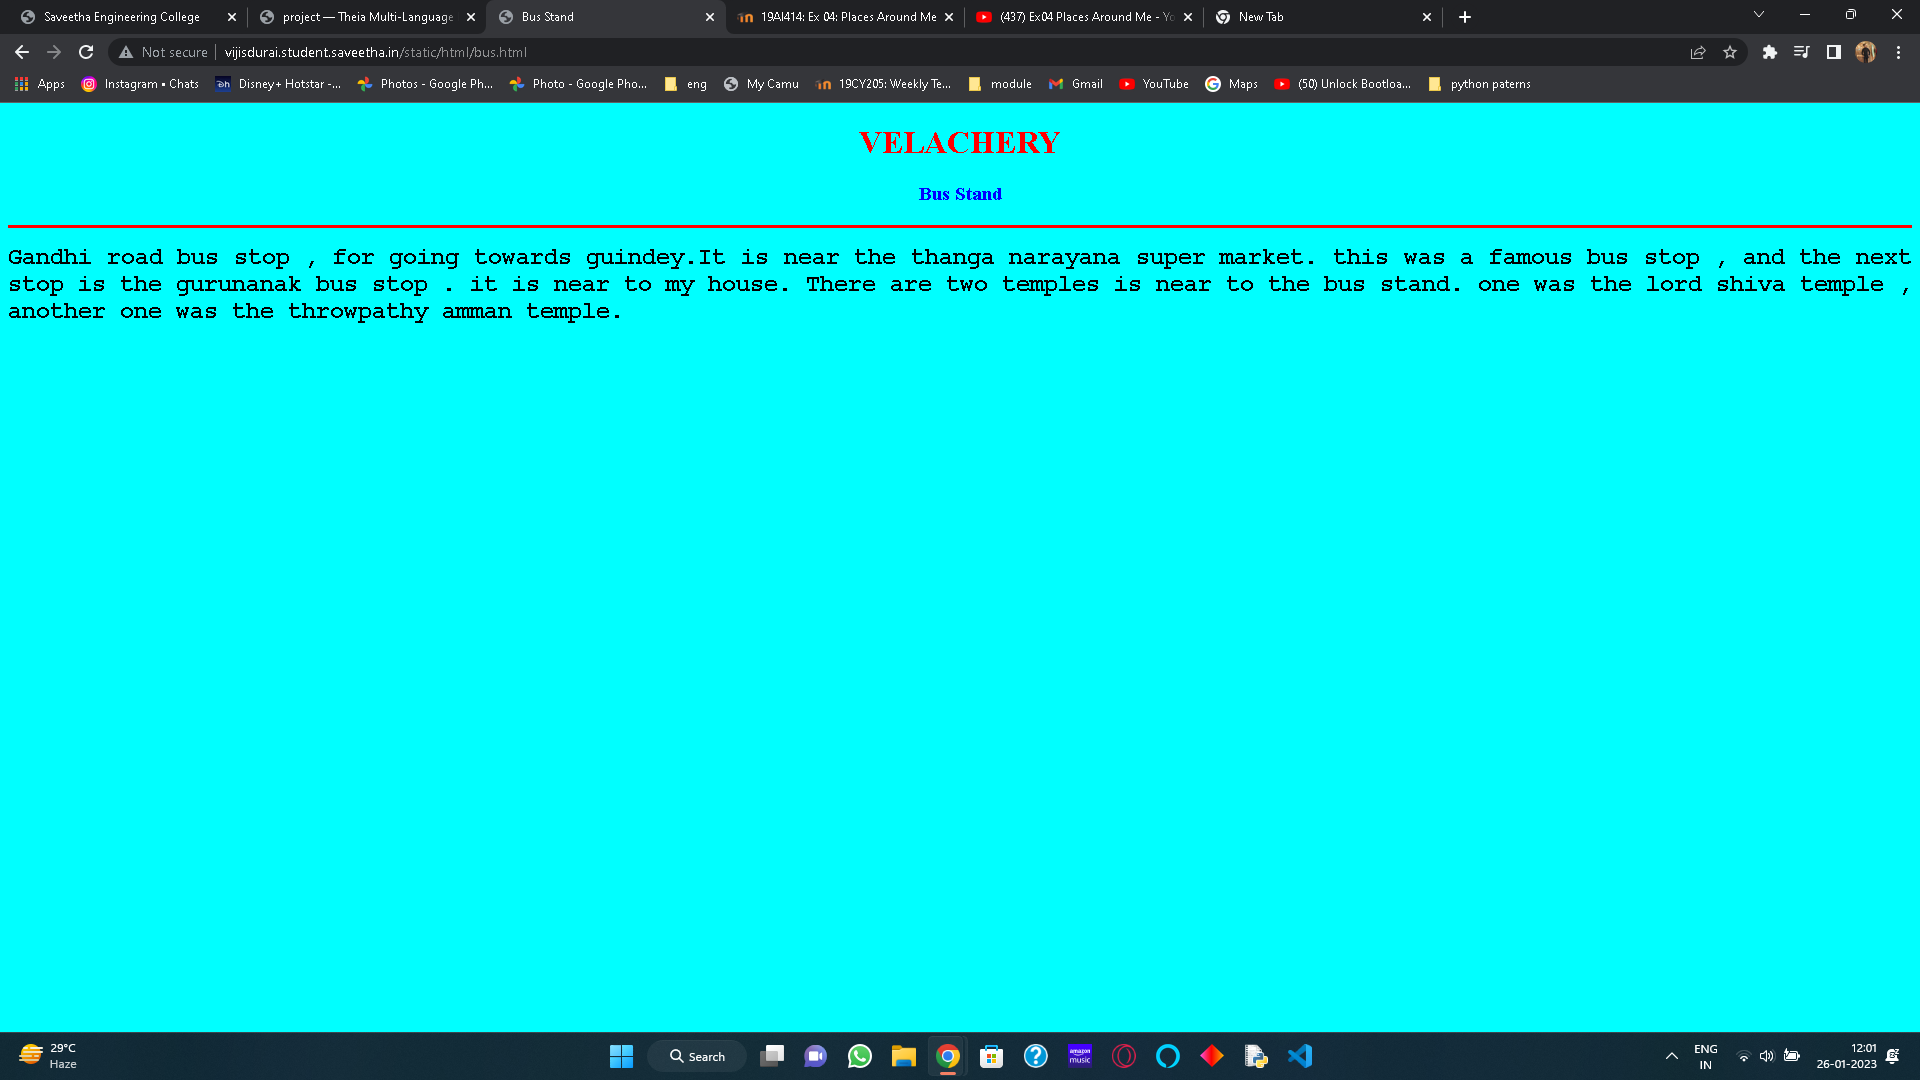 Saveetha Engineering College
project — Theia Multi-Language
Bus Stand
19AI414: Ex 04: Places Around Me
(437) Ex04 Places Around Me - Yo
New Tab
Not secure
vijisdurai.student.saveetha.in/static/html/bus.html
Apps
Instagram • Chats
Disney+ Hotstar -...
Photos - Google Ph...
Photo - Google Pho...
eng
My Camu
19CY205: Weekly Te...
module
Gmail
YouTube
Maps
(50) Unlock Bootloa...
python paterns
VELACHERY
Bus Stand
Gandhi road bus stop , for going towards guindey.It is near the thanga narayana super market. this was a famous bus stop , and the next
stop is the gurunanak bus stop . it is near to my house. There are two temples is near to the bus stand. one was the lord shiva temple ,
another one was the throwpathy amman temple.
29°C
Haze
Search
amazon
music
ENG
IN
12:01
26-01-2023